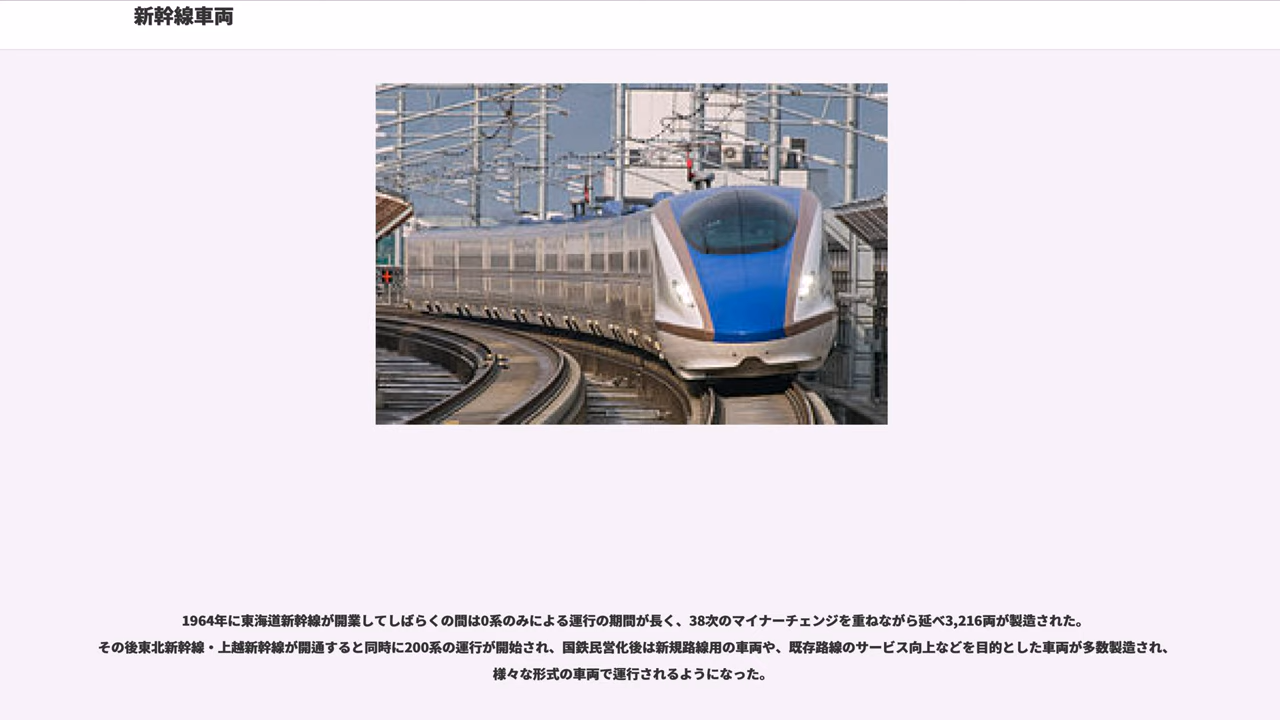 新幹線車両
1964年に東海道新幹線が開業してしばらくの間は0系のみによる運行の期間が長く、38次のマイナーチェンジを重ねながら延べ3,216両が製造された。
その後東北新幹線・上越新幹線が開通すると同時に200系の運行が開始され、国鉄民営化後は新規路線用の車両や、既存路線のサービス向上などを目的とした車両が多数製造され、
様々な形式の車両で運行されるようになった。